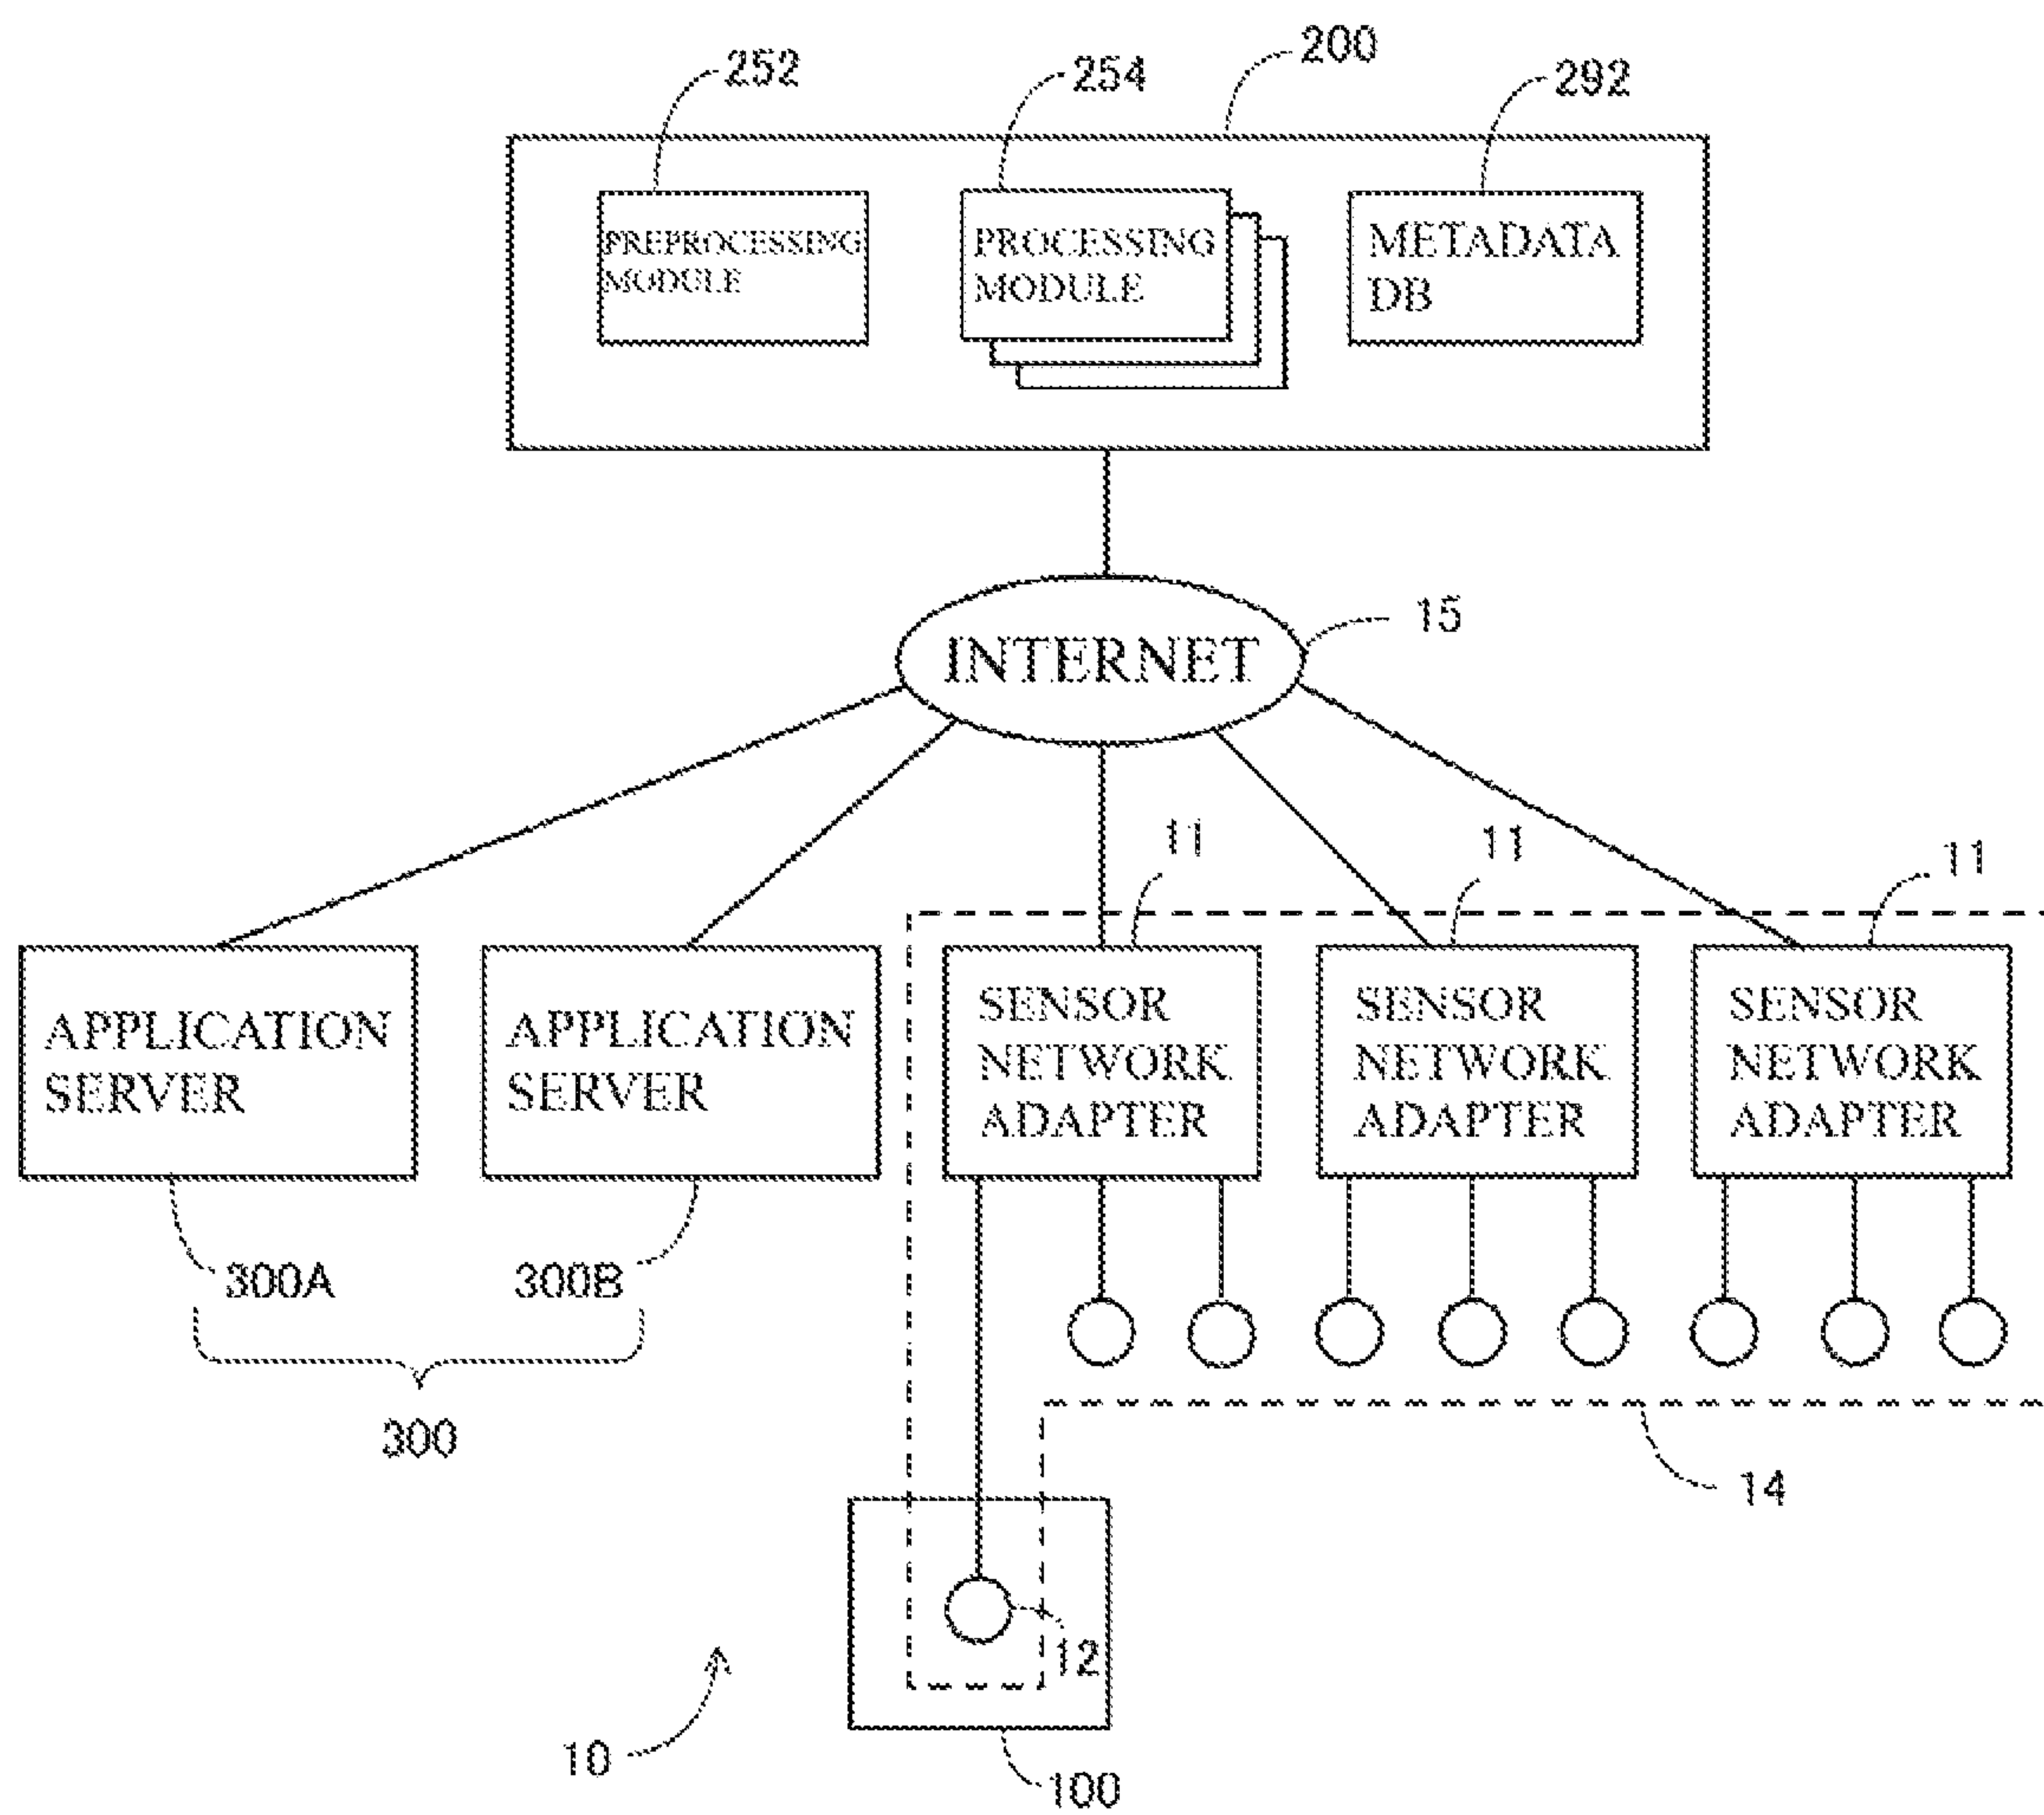 200
252
254
292
PREPROCESSING
MODULE
PROCESSING
MODULE
METADATA
DB
INTERNET
15
11
11
11
APPLICATION
SERVER
APPLICATION
SERVER
SENSOR
NETWORK
ADAPTER
SENSOR
NETWORK
ADAPTER
SENSOR
NETWORK
ADAPTER
300A
300B
300
14
12
10
100